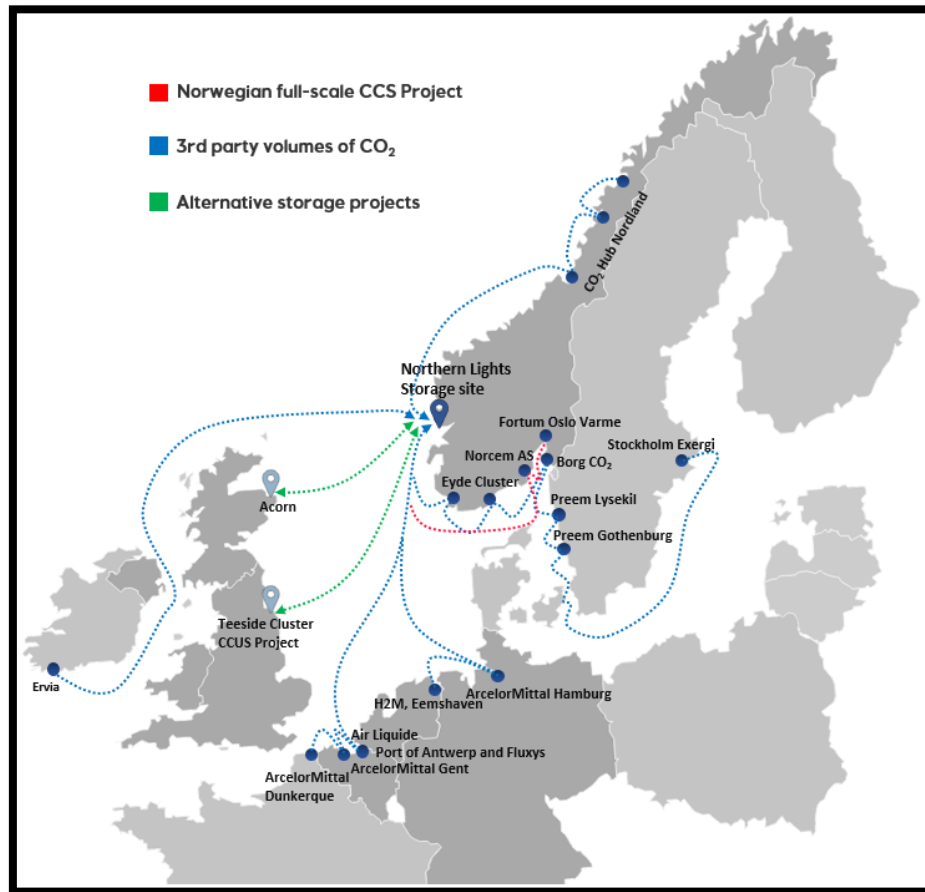 Norwegian full-scale CCS Project
3rd party volumes of CO₂
Alternative storage projects
CO₂ Hub Nordland
Northern Lights
Storage site
Fortum Oslo Varme
Stockholm Exergi
Norcem AS
Borg CO₂
Eyde Cluster
Preem Lysekil
Acorn
Preem Gothenburg
Teeside Cluster
CCUS Project
Ervia
ArcelorMittal Hamburg
H2M, Eemshaven
Air Liquide
Port of Antwerp and Fluxys
ArcelorMittal Gent
ArcelorMittal
Dunkerque